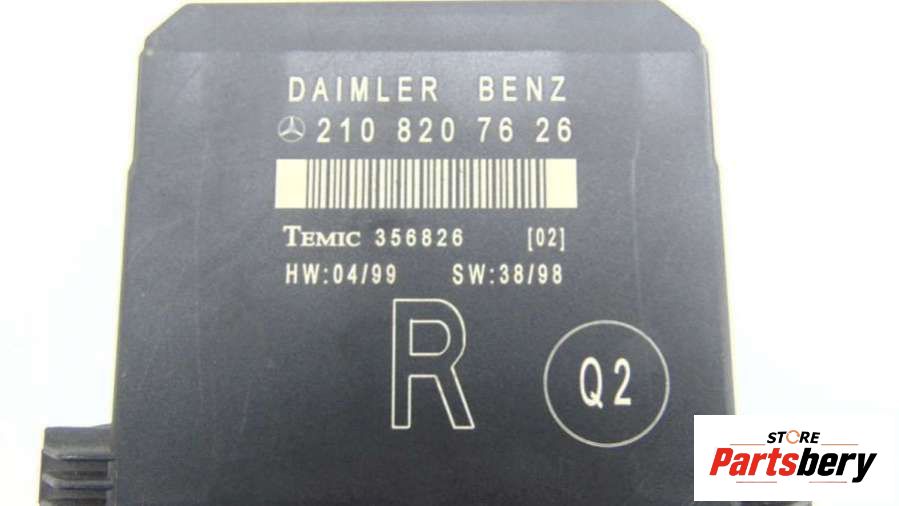 DAIMLER BENZ
210 820 76 26
TEMIC 356826 [02]
HW:04/99 SW:38/98
R
Q2
STORE
Partsbery